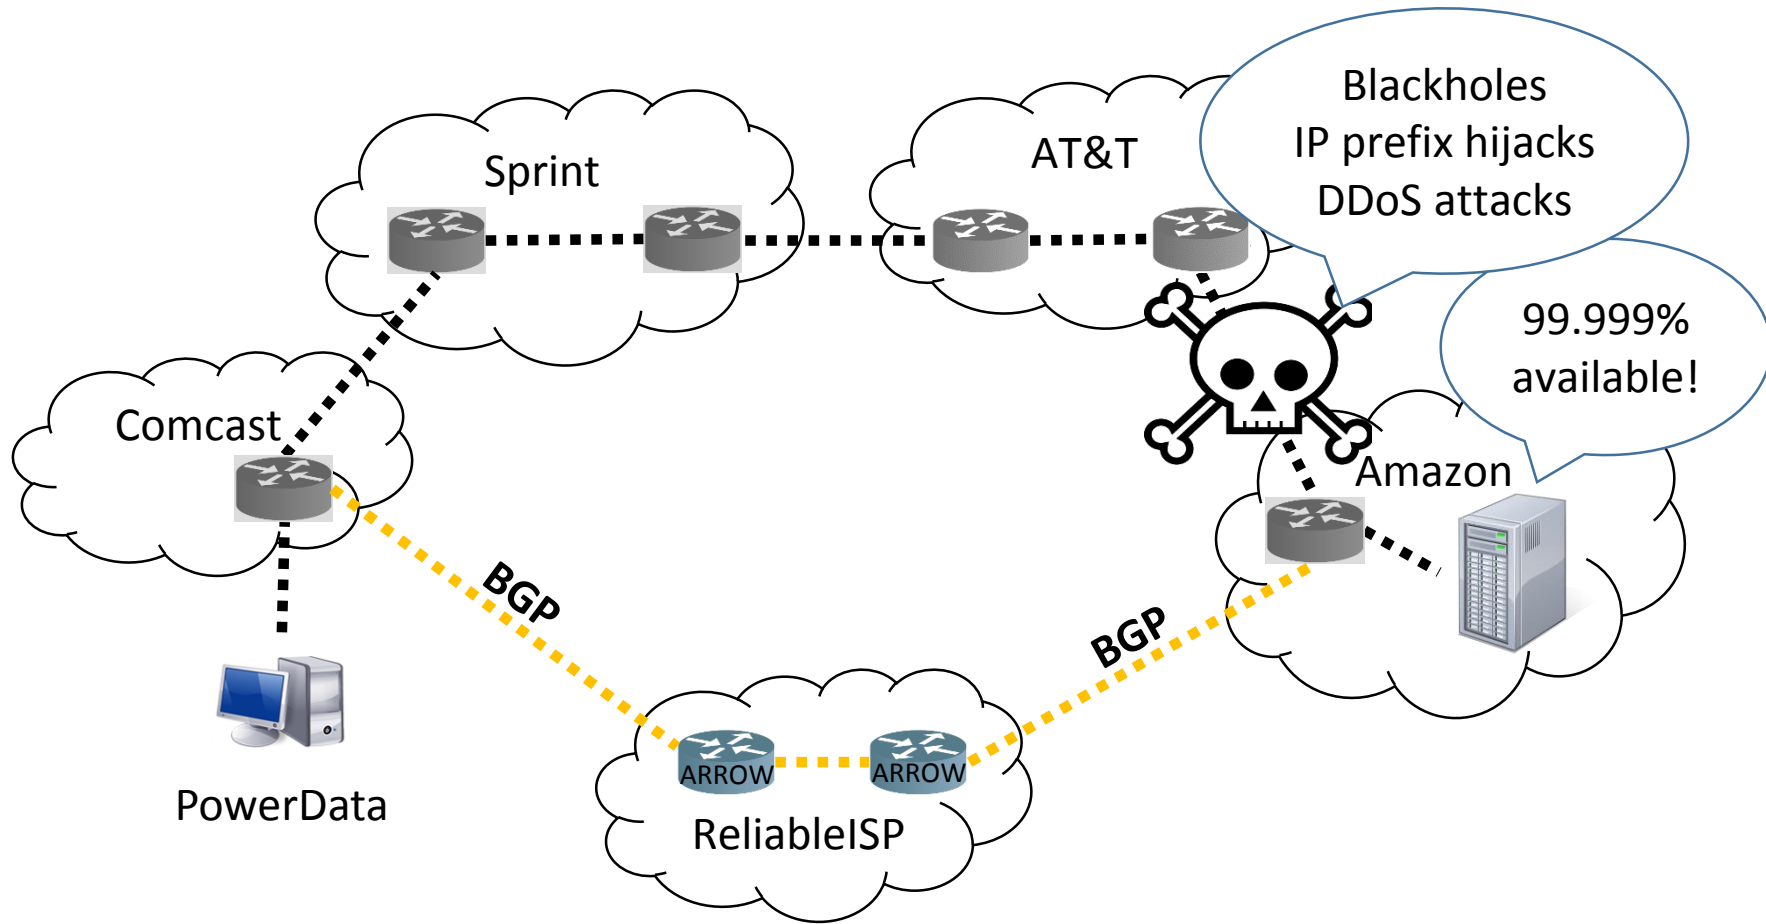 Blackholes
IP prefix hijacks
DDoS attacks
AT&T
Sprint
99.999%
available!
Comcast
Amazon
BGP
BGP
ARROW
ARROW
PowerData
ReliableISP